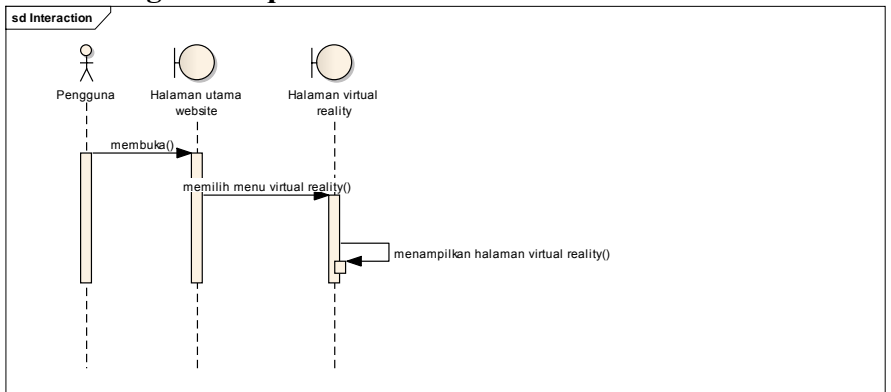 sd Interaction
Pengguna
Halaman utama
website
Halaman virtual
reality
membuka()
memilih menu virtual reality()
menampilkan halaman virtual reality()